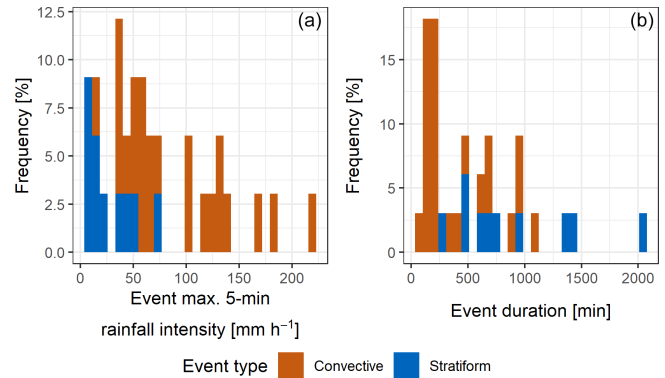 (a)
12.5
10.0
7.5
5.0
2.5
0.0
Frequency [%]
0 50 100 150 200
Event max. 5-min
rainfall intensity [mm h⁻¹]
(b)
15
10
5
0
Frequency [%]
0 500 1000 1500 2000
Event duration [min]
Event type Convective Stratiform